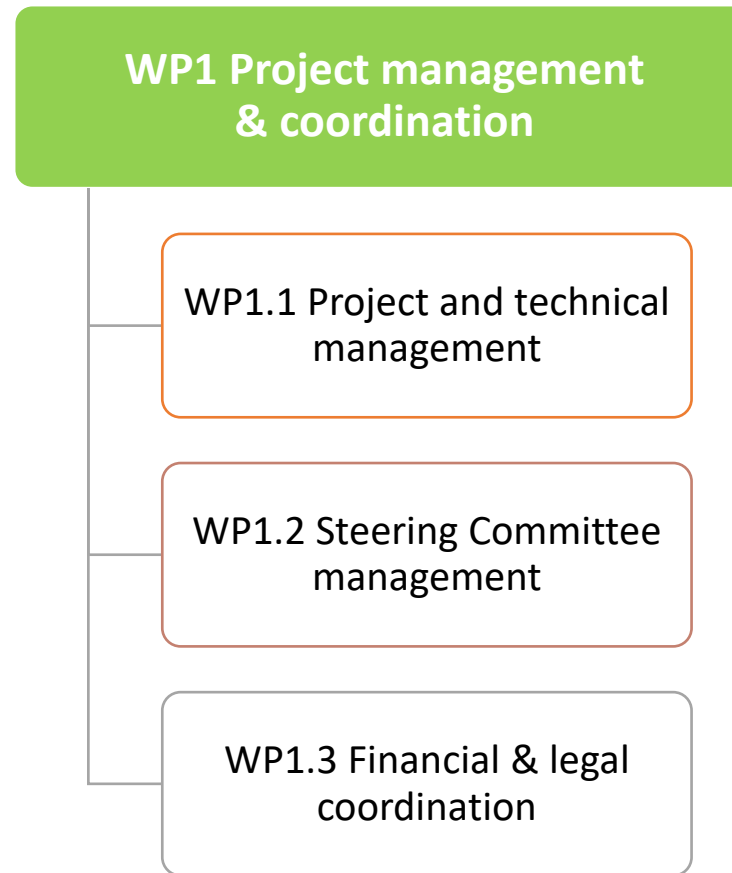 WP1 Project management
& coordination
WP1.1 Project and technical
management
WP1.2 Steering Committee
management
WP1.3 Financial & legal
coordination